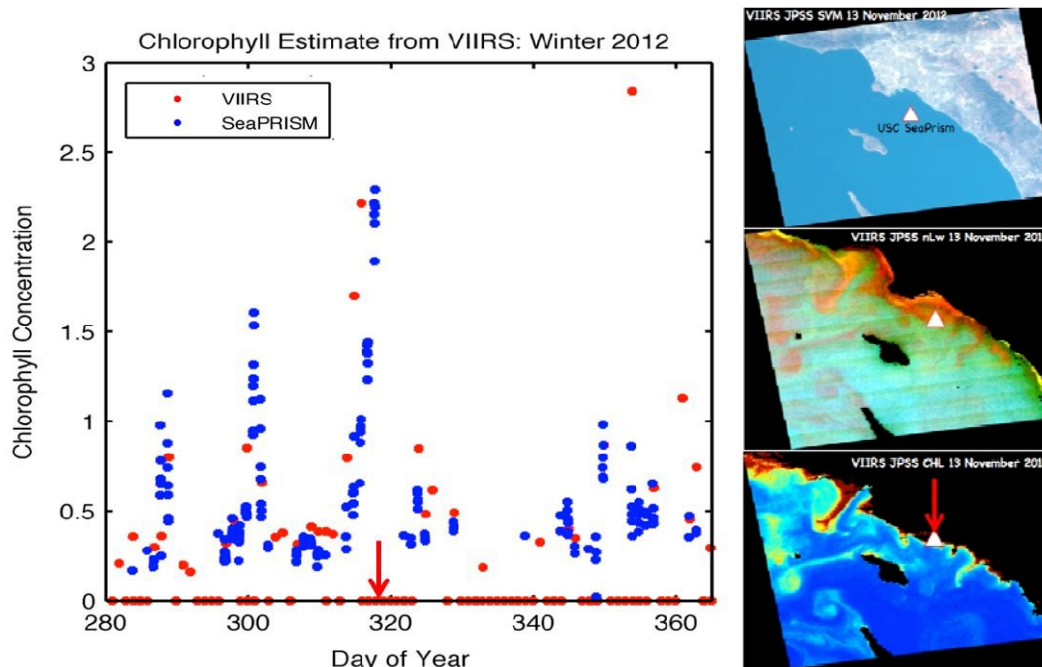 Chlorophyll Estimate from VIIRS: Winter 2012
3
2.5
2
1.5
1
0.5
0
Chlorophyll Concentration
VIIRS
SeaPRISM
280
300
320
340
360
Day of Year
VIIRS JPSS SVM 13 November 2012
USC SeaPrism
VIIRS JPSS nLw 13 November 201
VIIRS JPSS CHL 13 November 201